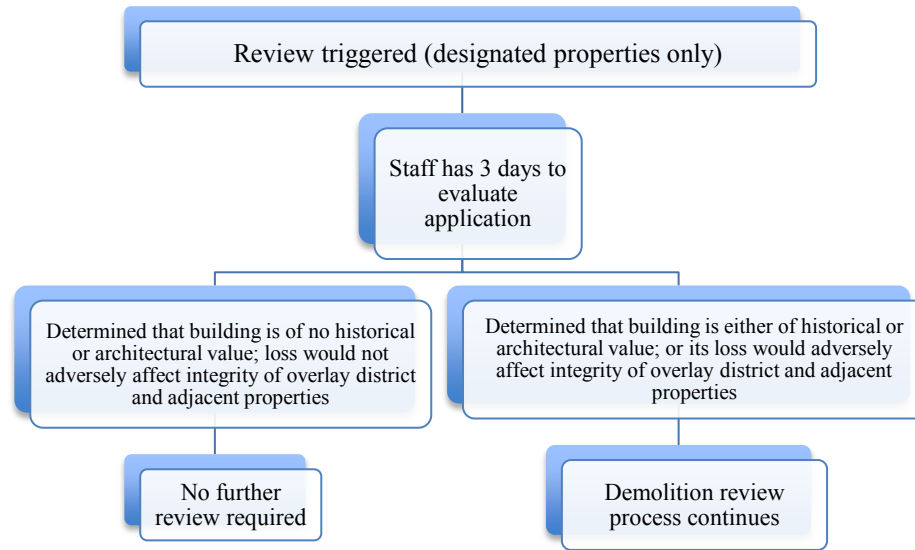 Review triggered (designated properties only)
Staff has 3 days to
evaluate
application
Determined that building is of no historical
or architectural value; loss would not
adversely affect integrity of overlay district
and adjacent properties
Determined that building is either of historical or
architectural value; or its loss would adversely
affect integrity of overlay district and adjacent
properties
No further
review required
Demolition review
process continues